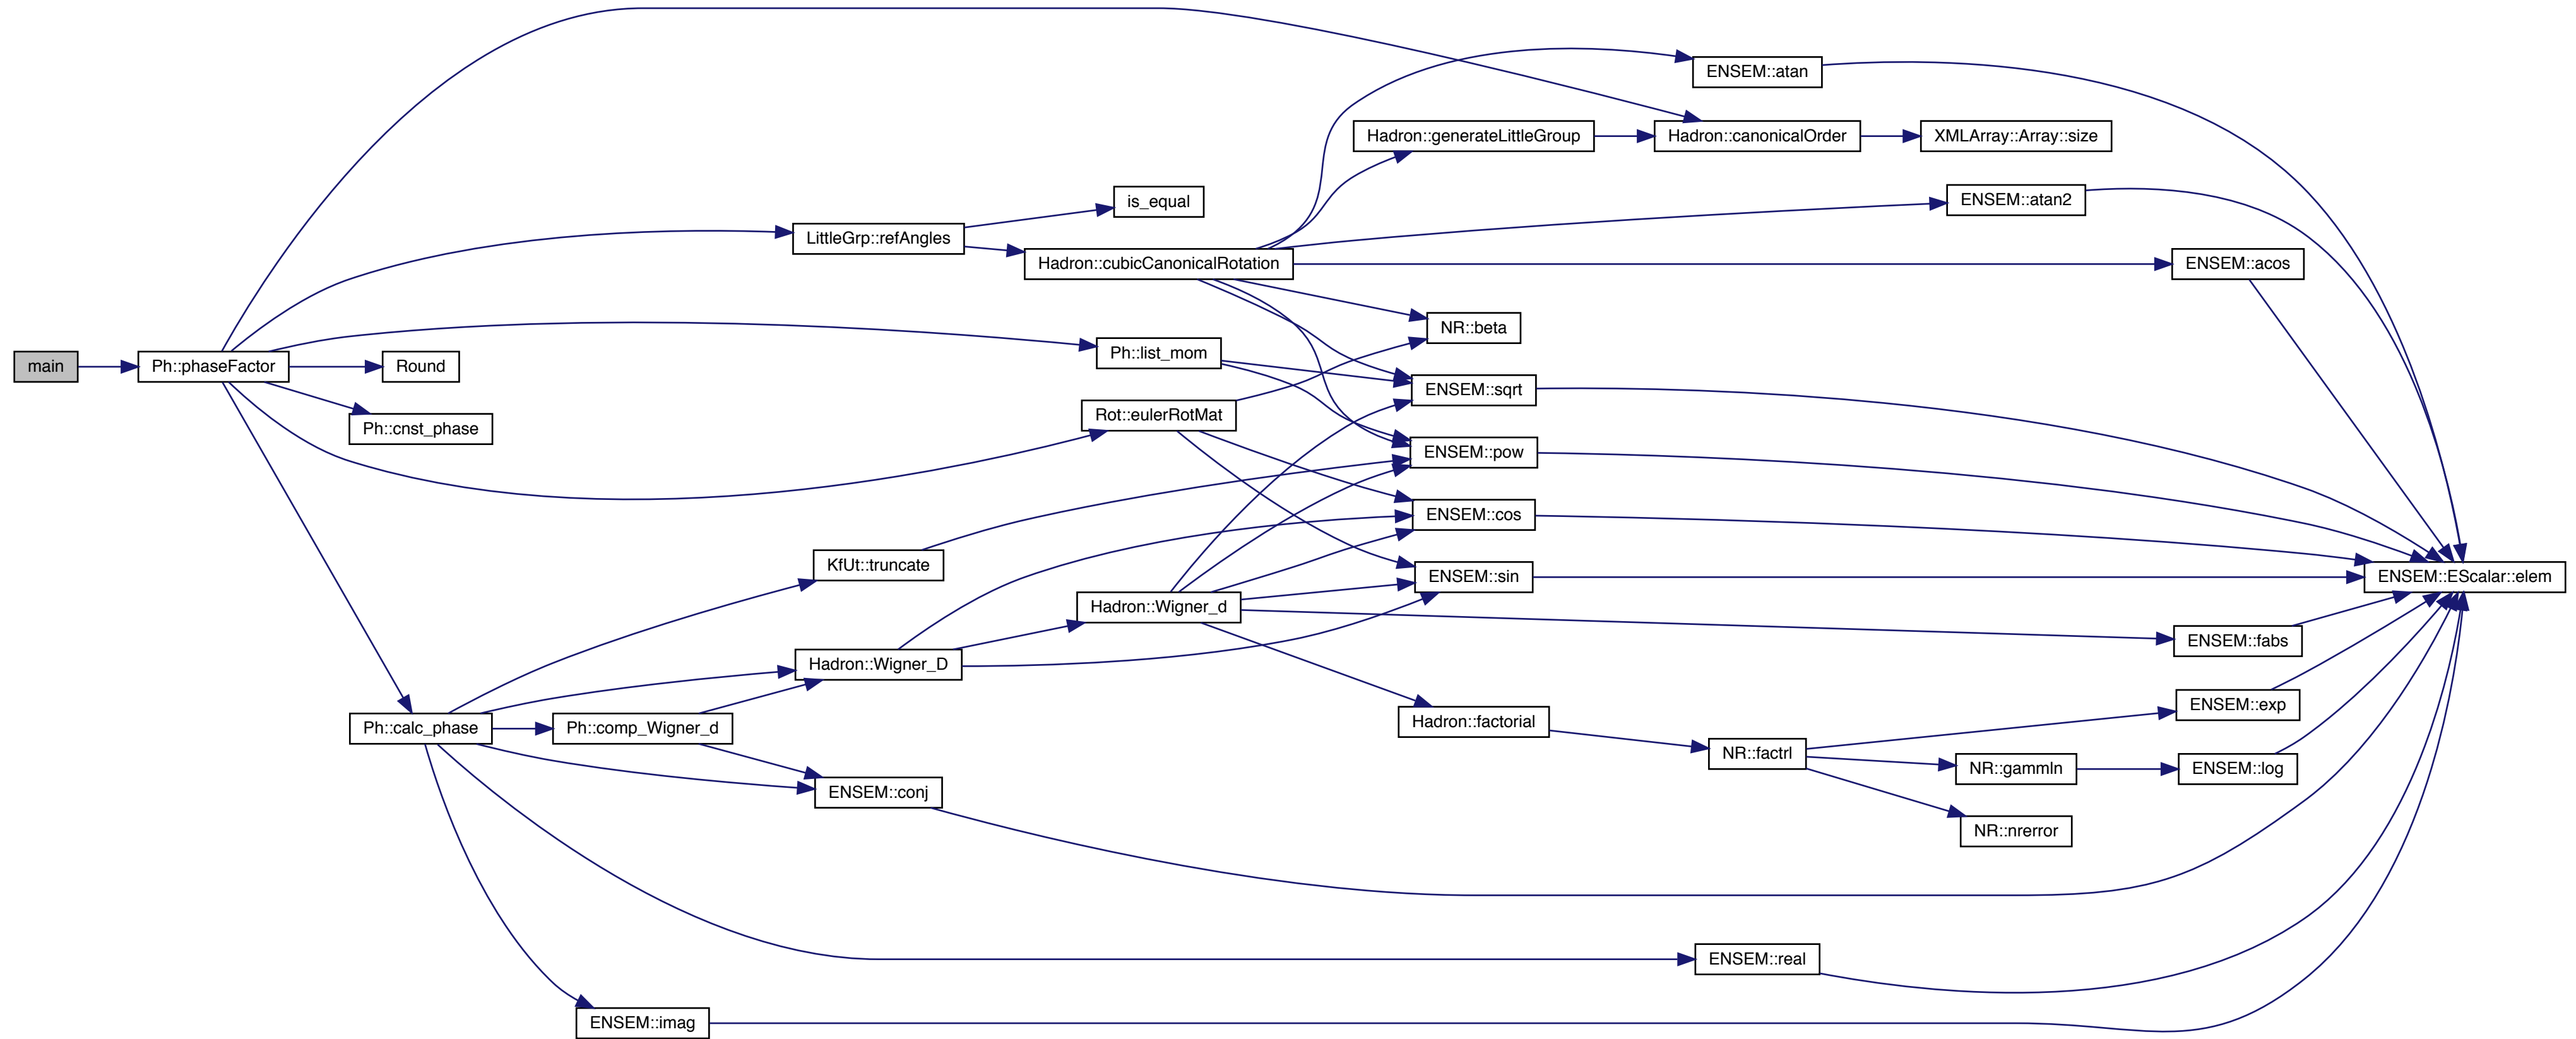 main
Ph::phaseFactor
Round
Ph::cnst_phase
Ph::calc_phase
LittleGrp::refAngles
is_equal
Hadron::cubicCanonicalRotation
Ph::list_mom
Rot::eulerRotMat
KfUt::truncate
Hadron::Wigner_D
Ph::comp_Wigner_d
ENSEM::conj
ENSEM::imag
Hadron::Wigner_d
Hadron::generateLittleGroup
Hadron::canonicalOrder
XMLArray::Array::size
ENSEM::atan
ENSEM::atan2
ENSEM::acos
NR::beta
ENSEM::sqrt
ENSEM::pow
ENSEM::cos
ENSEM::sin
ENSEM::EScalar::elem
ENSEM::fabs
Hadron::factorial
NR::factrl
ENSEM::exp
NR::gammln
ENSEM::log
NR::nrerror
ENSEM::real